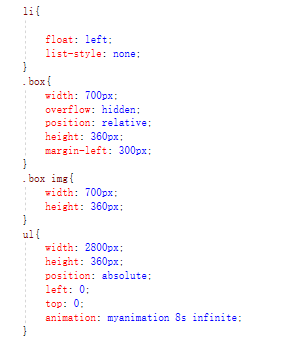 li{
float: left;
list-style: none;
}
.box{
width: 700px;
overflow: hidden;
position: relative;
height: 360px;
margin-left: 300px;
}
.box img{
width: 700px;
height: 360px;
}
ul{
width: 2800px;
height: 360px;
position: absolute;
left: 0;
top: 0;
animation: myanimation 8s infinite;
}